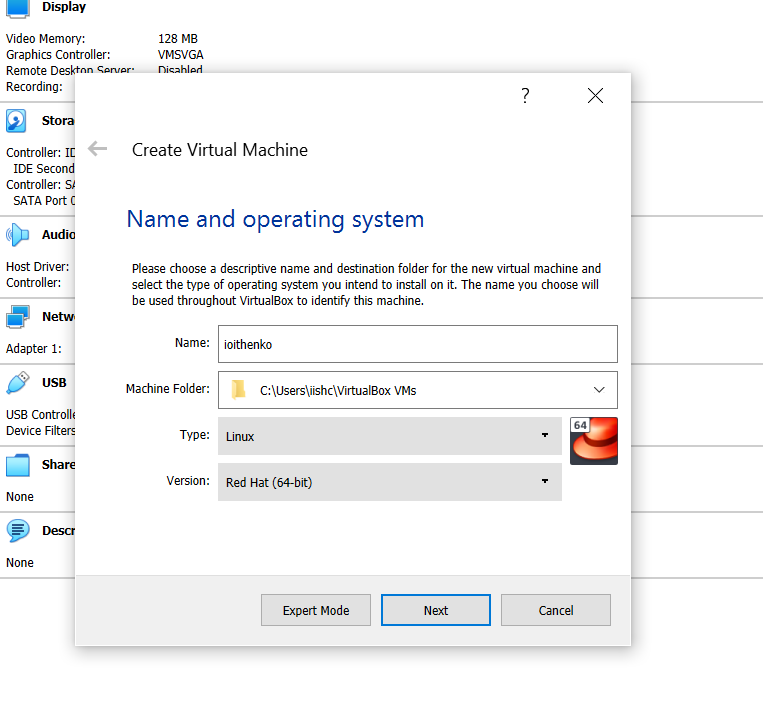 Display
Video Memory: 128 MB
Graphics Controller: VMSVGA
Remote Desktop Server: Disabled
Recording:
Stora
Controller: ID
IDE Second
Controller: SA
SATA Port 0
Audio
Host Driver:
Controller:
Netw
Adapter 1:
USB
USB Controlle
Device Filters
Share
None
Descr
None
?
Create Virtual Machine
Name and operating system
Please choose a descriptive name and destination folder for the new virtual machine and
select the type of operating system you intend to install on it. The name you choose will
be used throughout VirtualBox to identify this machine.
Name: ioithenko
Machine Folder: C:\Users\iishc\VirtualBox VMs
Type: Linux
64
Version: Red Hat (64-bit)
Expert Mode Next Cancel